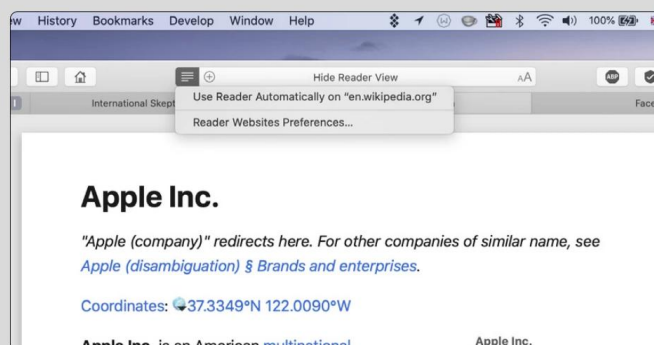 w History Bookmarks Develop Window Help 100%
Hide Reader View AA
ABP
International Skept
Face
Use Reader Automatically on “en.wikipedia.org”
Reader Websites Preferences...
Apple Inc.
"Apple (company)" redirects here. For other companies of similar name, see
Apple (disambiguation) § Brands and enterprises.
Coordinates: 37.3349°N 122.0090°W
Apple Inc. is an American multinational
Apple Inc.